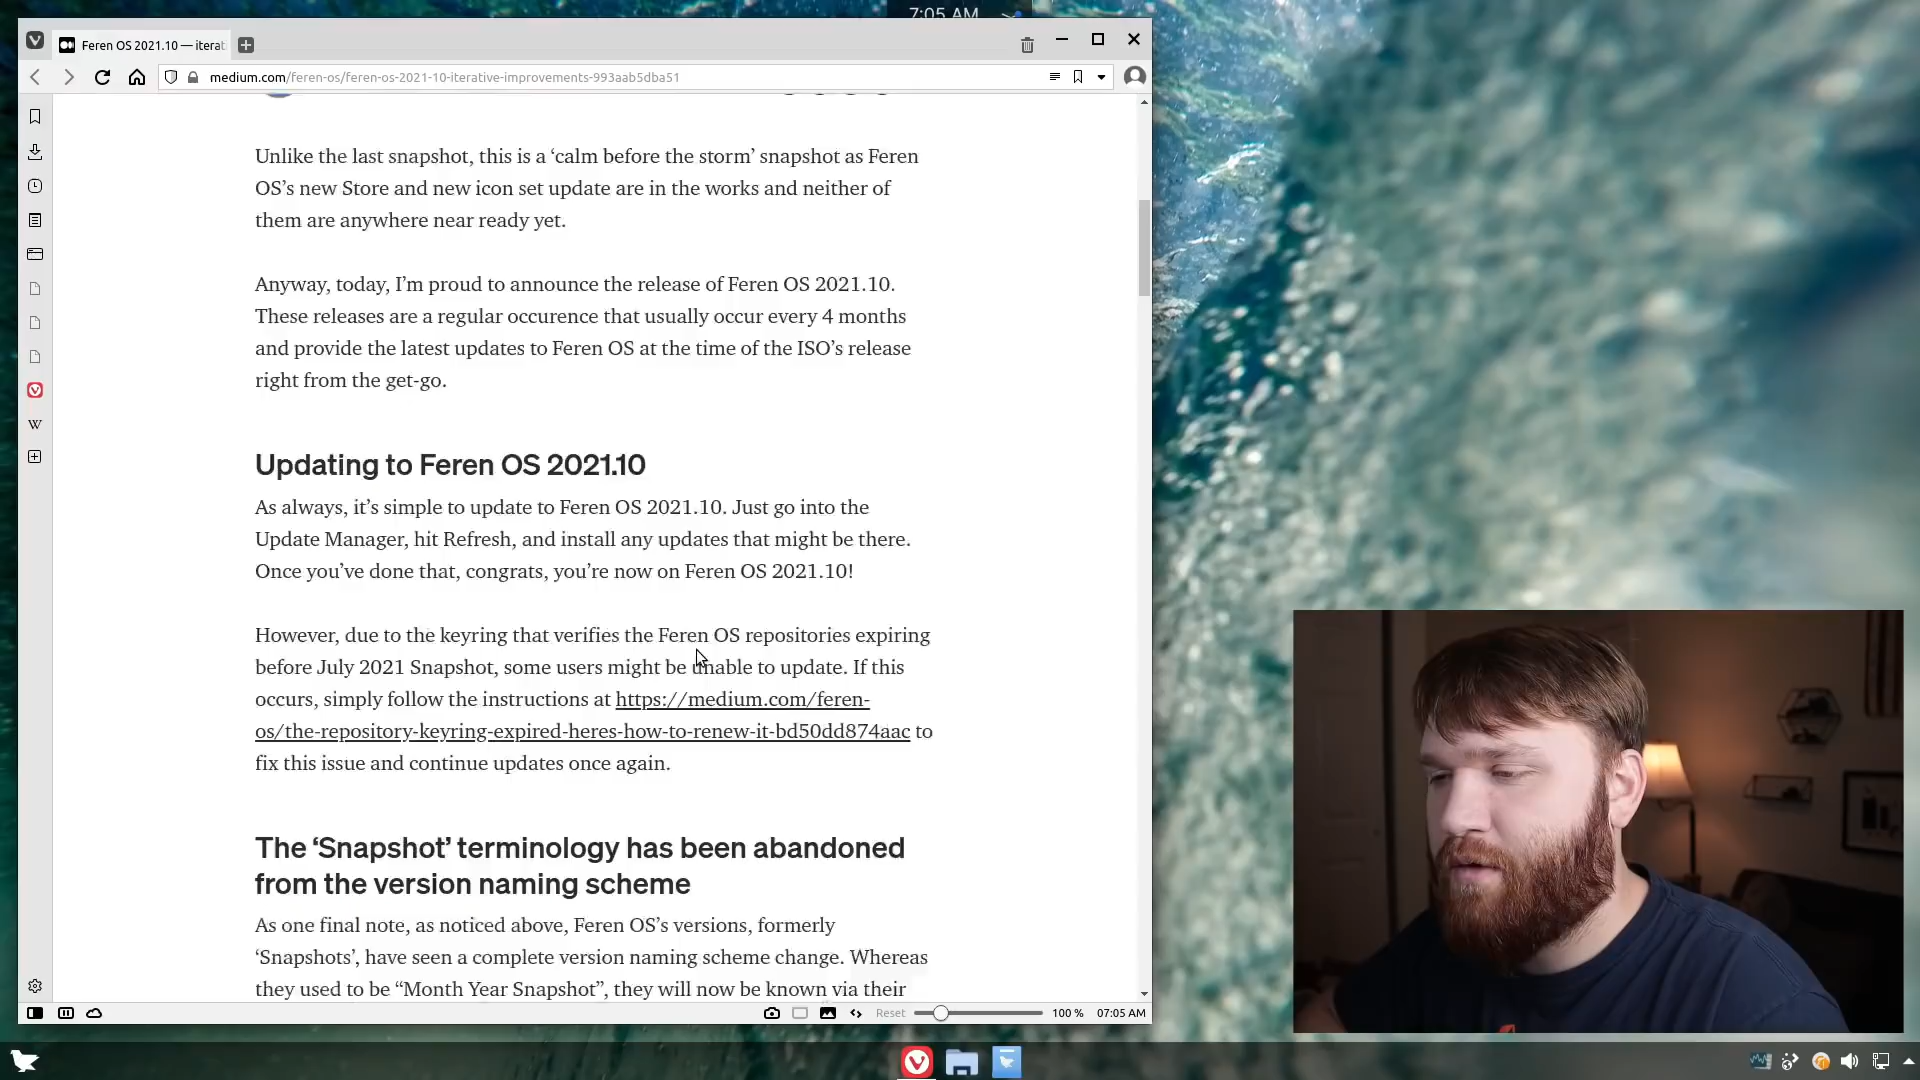 7:05 AM
Feren OS 2021.10 — iterat
medium.com/feren-os/feren-os-2021-10-iterative-improvements-993aab5dba51
Unlike the last snapshot, this is a ‘calm before the storm’ snapshot as Feren
OS’s new Store and new icon set update are in the works and neither of
them are anywhere near ready yet.
Anyway, today, I’m proud to announce the release of Feren OS 2021.10.
These releases are a regular occurence that usually occur every 4 months
and provide the latest updates to Feren OS at the time of the ISO’s release
right from the get-go.
Updating to Feren OS 2021.10
As always, it’s simple to update to Feren OS 2021.10. Just go into the
Update Manager, hit Refresh, and install any updates that might be there.
Once you’ve done that, congrats, you’re now on Feren OS 2021.10!
However, due to the keyring that verifies the Feren OS repositories expiring
before July 2021 Snapshot, some users might be unable to update. If this
occurs, simply follow the instructions at https://medium.com/feren-
os/the-repository-keyring-expired-heres-how-to-renew-it-bd50dd874aac to
fix this issue and continue updates once again.
The ‘Snapshot’ terminology has been abandoned
from the version naming scheme
As one final note, as noticed above, Feren OS’s versions, formerly
‘Snapshots’, have seen a complete version naming scheme change. Whereas
they used to be “Month Year Snapshot”, they will now be known via their
W
Reset
100 %
07:05 AM